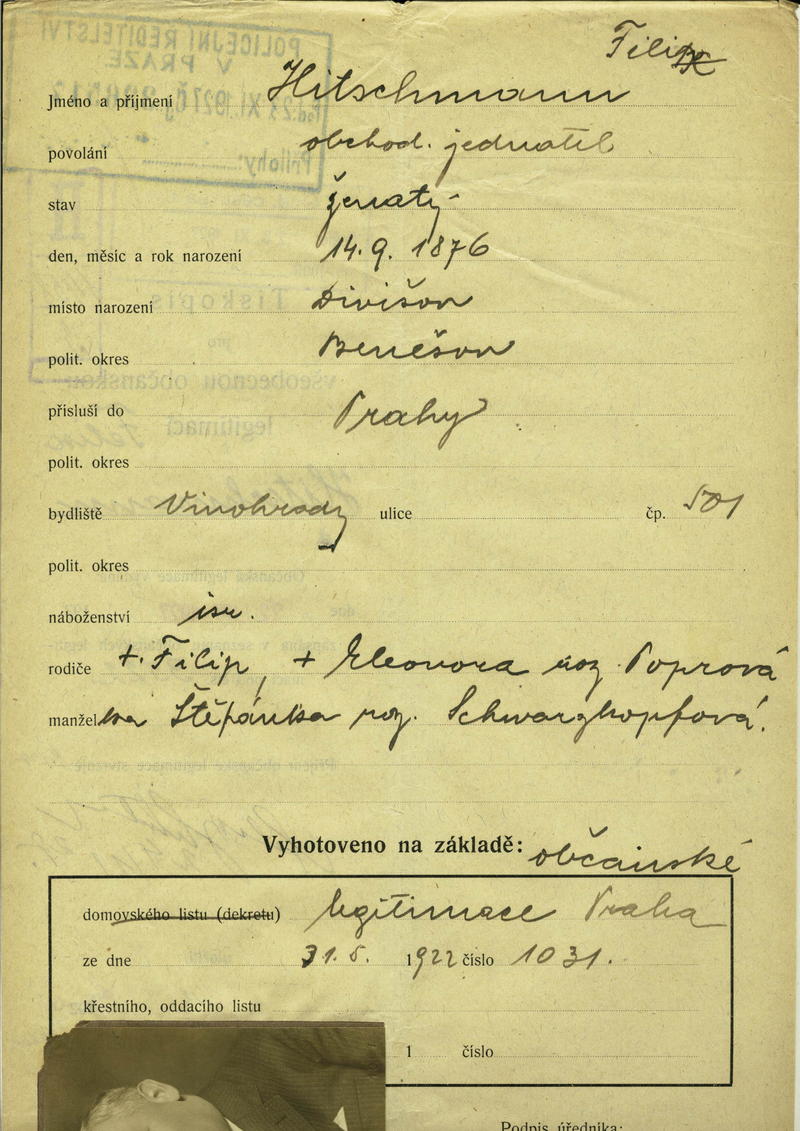 Jméno a příjmení Hitschmann Filip
povolání obchod. jednatel
stav ženatý
den, měsíc a rok narození 14. 9. 1876
místo narození Divišov
polit. okres Benešov
přísluší do Prahy
polit. okres
bydliště Vinohrady ulice čp. 501
polit. okres
náboženství isr.
rodiče + Filip, + Eleonora roz. Poprová
manželka Štěpánka roz. Schwarzkopfová.
Vyhotoveno na základě: občanské
domovského listu (dekretu) legitimace Praha
ze dne 31. 5. 1922 číslo 1031.
křestního, oddacího listu
1 číslo
Podpis úředníka: